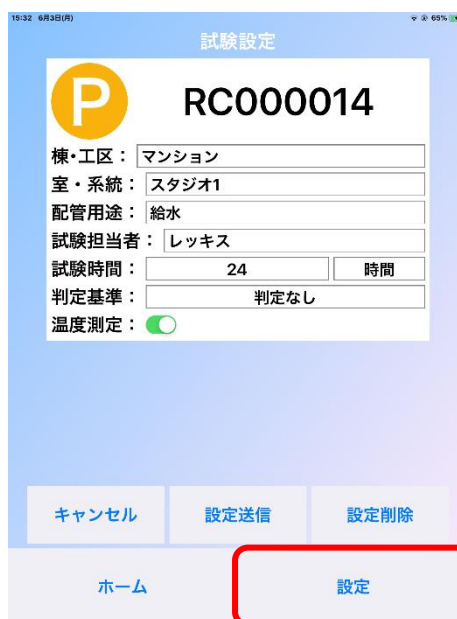 15:32 6月3日(月) 65%
試験設定
P
RC000014
棟・工区： マンション
室・系統： スタジオ1
配管用途： 給水
試験担当者： レッキス
試験時間： 24 時間
判定基準： 判定なし
温度測定：
キャンセル 設定送信 設定削除
ホーム 設定